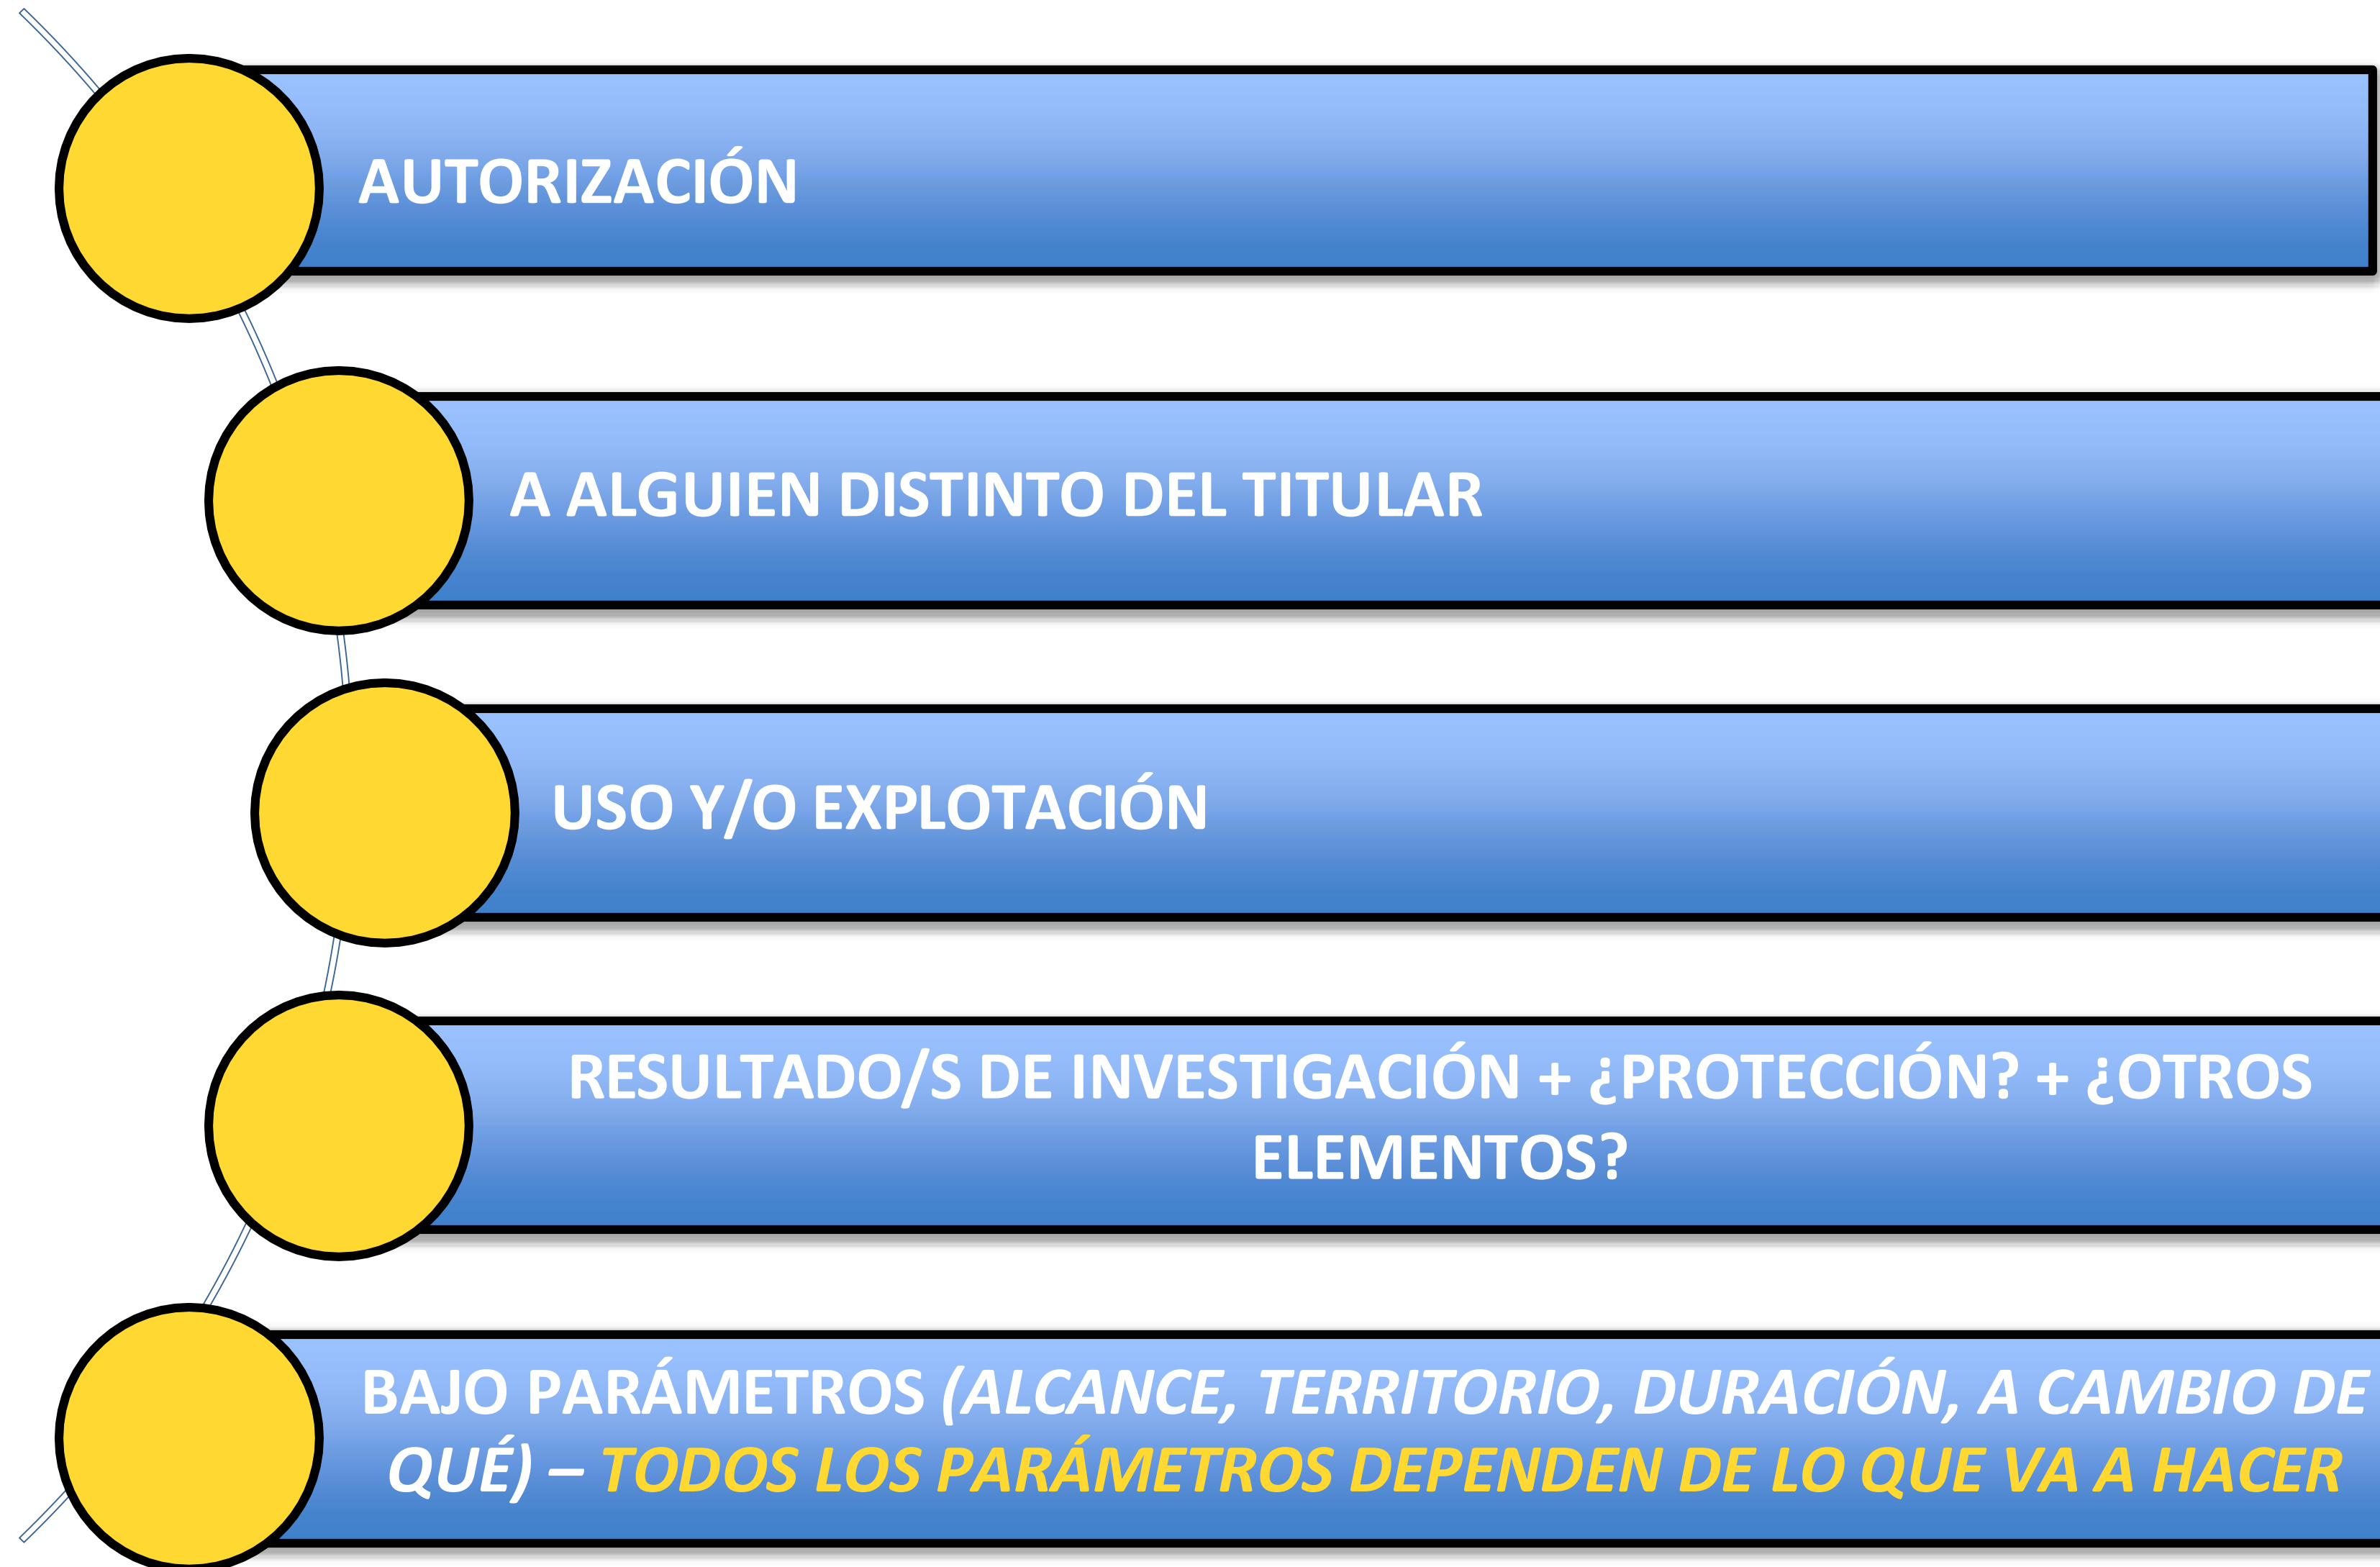 AUTORIZACIÓN
A ALGUIEN DISTINTO DEL TITULAR
USO Y/O EXPLOTACIÓN
RESULTADO/S DE INVESTIGACIÓN + ¿PROTECCIÓN? + ¿OTROS
ELEMENTOS?
BAJO PARÁMETROS (ALCANCE, TERRITORIO, DURACIÓN, A CAMBIO DE
QUÉ) – TODOS LOS PARÁMETROS DEPENDEN DE LO QUE VA A HACER